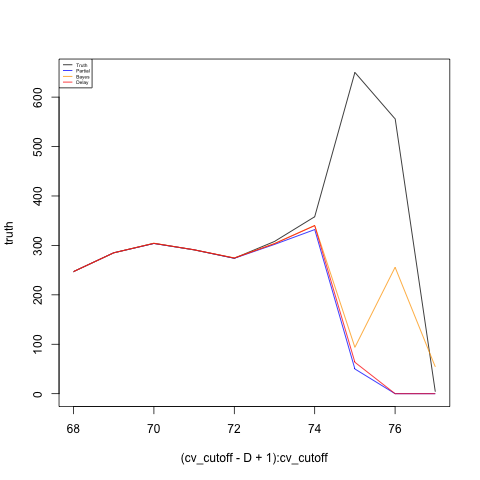 Truth
Partial
Bayes
Delay
truth
0
100
200
300
400
500
600
68
70
72
74
76
(cv_cutoff - D + 1):cv_cutoff